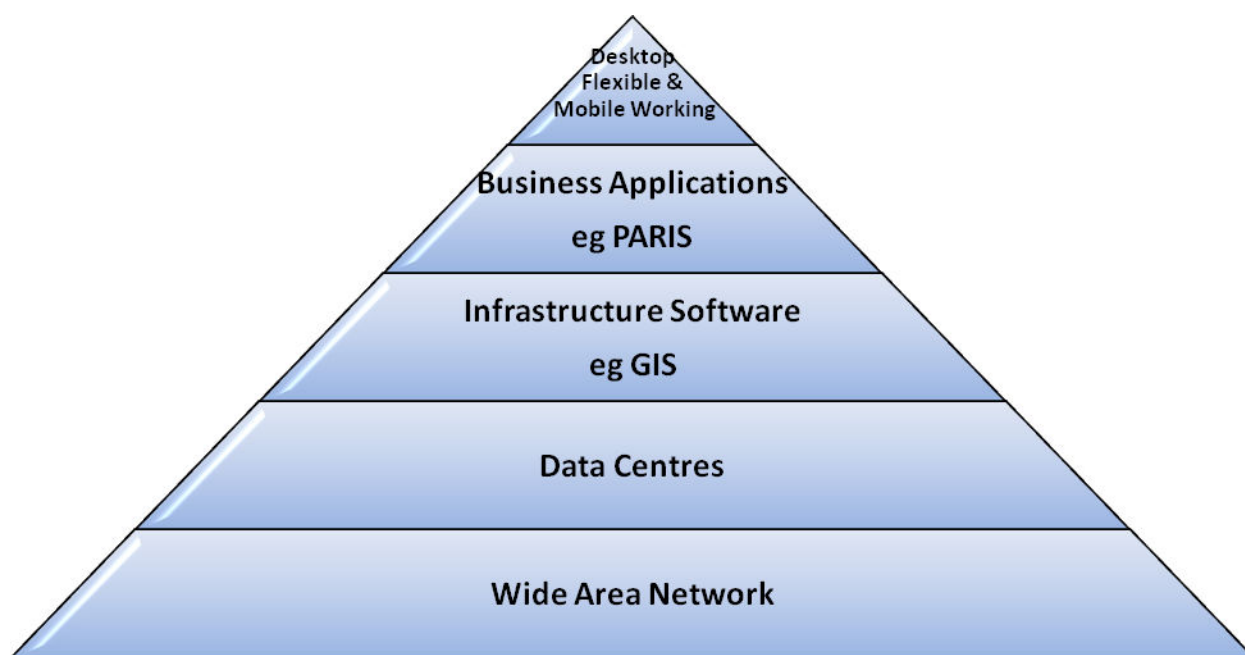 Desktop
Flexible &
Mobile Working
Business Applications
eg PARIS
Infrastructure Software
eg GIS
Data Centres
Wide Area Network